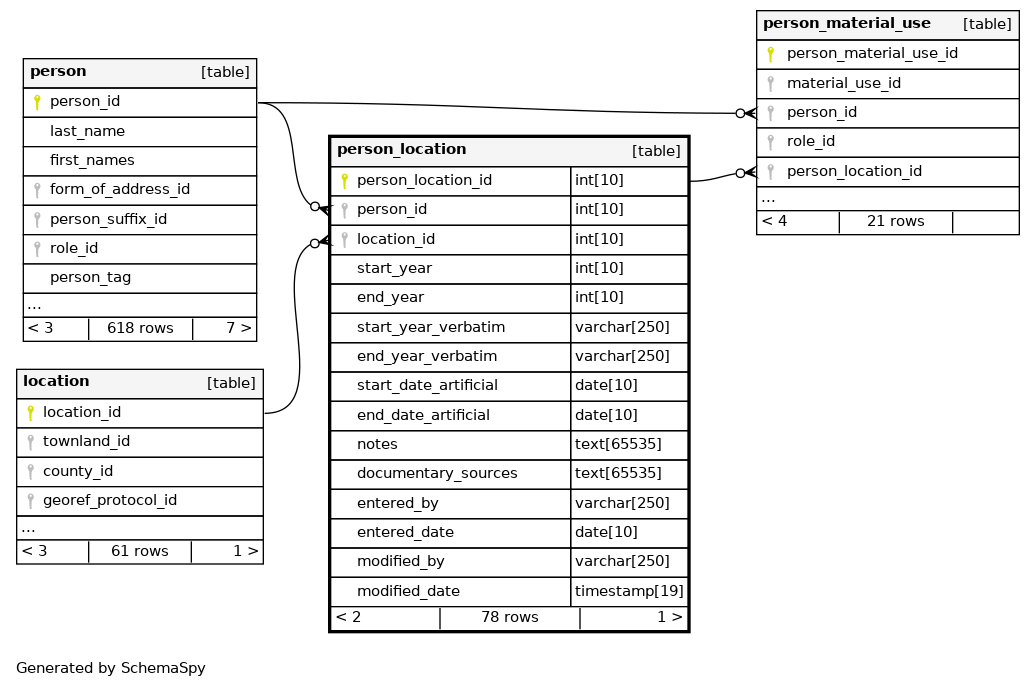 person [table]
person_id
last_name
first_names
form_of_address_id
person_suffix_id
role_id
person_tag
...
< 3 618 rows 7 >
location [table]
location_id
townland_id
county_id
georef_protocol_id
...
< 3 61 rows 1 >
person_location [table]
person_location_id int[10]
person_id int[10]
location_id int[10]
start_year int[10]
end_year int[10]
start_year_verbatim varchar[250]
end_year_verbatim varchar[250]
start_date_artificial date[10]
end_date_artificial date[10]
notes text[65535]
documentary_sources text[65535]
entered_by varchar[250]
entered_date date[10]
modified_by varchar[250]
modified_date timestamp[19]
< 2 78 rows 1 >
person_material_use [table]
person_material_use_id
material_use_id
person_id
role_id
person_location_id
...
< 4 21 rows
Generated by SchemaSpy